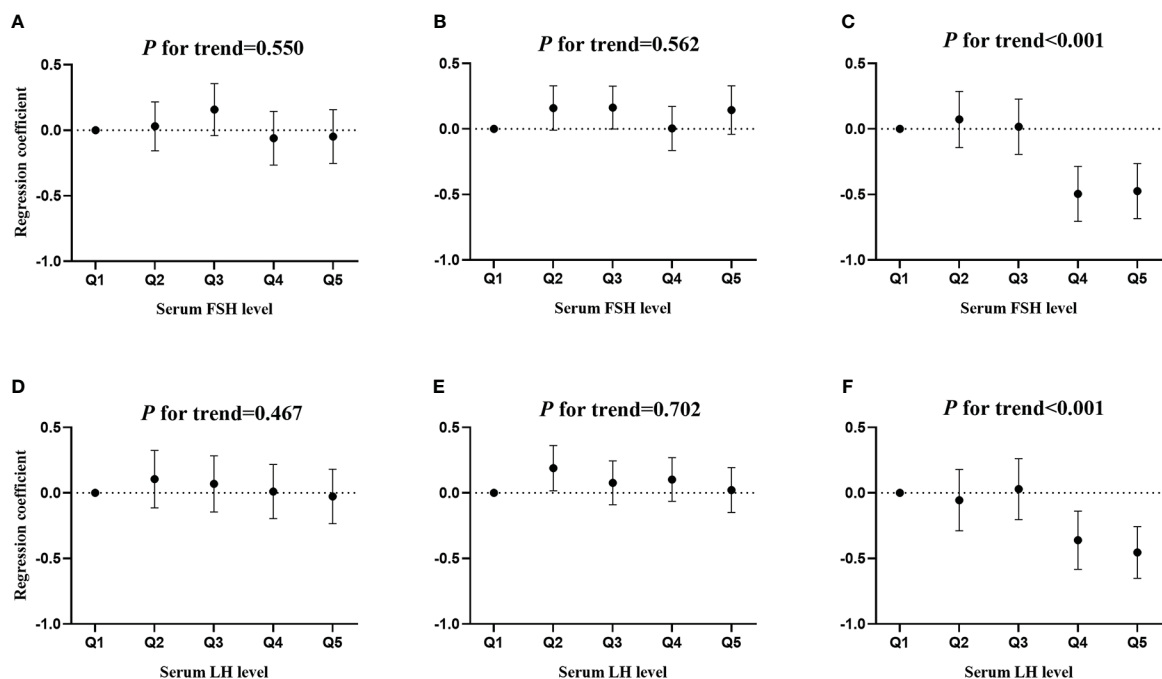 A
P for trend=0.550
Regression coefficient
0.5
0.0
-0.5
-1.0
Q1 Q2 Q3 Q4 Q5
Serum FSH level
B
P for trend=0.562
0.5
0.0
-0.5
-1.0
Q1 Q2 Q3 Q4 Q5
Serum FSH level
C
P for trend<0.001
0.5
0.0
-0.5
-1.0
Q1 Q2 Q3 Q4 Q5
Serum FSH level
D
P for trend=0.467
Regression coefficient
0.5
0.0
-0.5
-1.0
Q1 Q2 Q3 Q4 Q5
Serum LH level
E
P for trend=0.702
0.5
0.0
-0.5
-1.0
Q1 Q2 Q3 Q4 Q5
Serum LH level
F
P for trend<0.001
0.5
0.0
-0.5
-1.0
Q1 Q2 Q3 Q4 Q5
Serum LH level